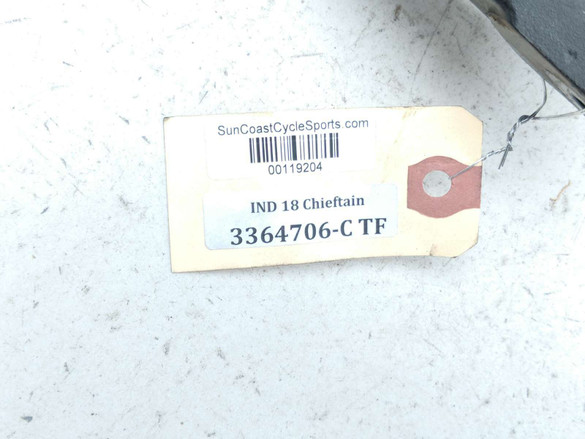 SunCoastCycleSports.com
00119204
IND 18 Chieftain
3364706-C TF